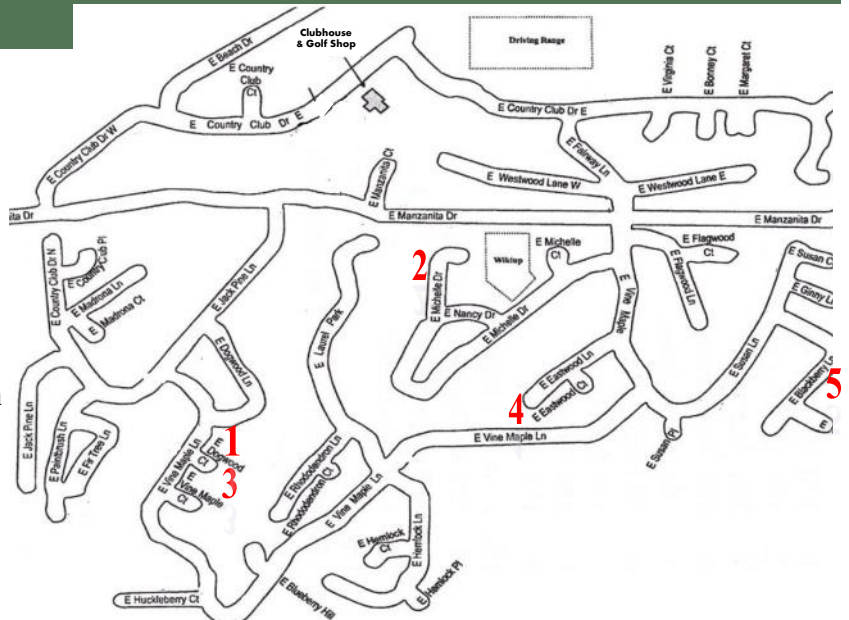 Clubhouse
& Golf Shop
Driving Range
E Beach Dr
E Country
Club
Ct
E Virginia Ct
E Bonney Ct
E Margaret Ct
E Country Club Dr E
E Country Club Dr E
E Country Club Dr W
E Fairway Ln
E Manzanita Ct
E Westwood Lane W
E Westwood Lane E
ita Dr
E Manzanita Dr
E Manzanita Dr
E Country Club Dr N
E Country Club Pl
E Madrona Ln
E Madrona Ct
E Jack Pine Ln
E Laurel Park
2
E Michelle Dr
Wikiup
E Michelle
Ct
E Nancy Dr
E Michelle Dr
E Vine Maple
E Flagwood
Ct
E Flagwood Ln
E Susan C
E Ginny L
E Susan Ln
E Blackberry Ln
5
E
E Dogwood Ln
E Eastwood Ln
E Eastwood Ct
4
E Vine Maple Ln
E Susan Pl
E Jack Pine Ln
E Paintbrush Ln
E Fir Tree Ln
1
E
Dogwood
Ct
E Vine Maple Ln
3
E
Vine Maple
Ct
E Rhododendron Ln
E Rhododendron Ct
E Vine Maple Ln
E Hemlock
Ct
E Hemlock Ln
E Hemlock Pl
E Huckleberry Ct
E Blueberry Hill